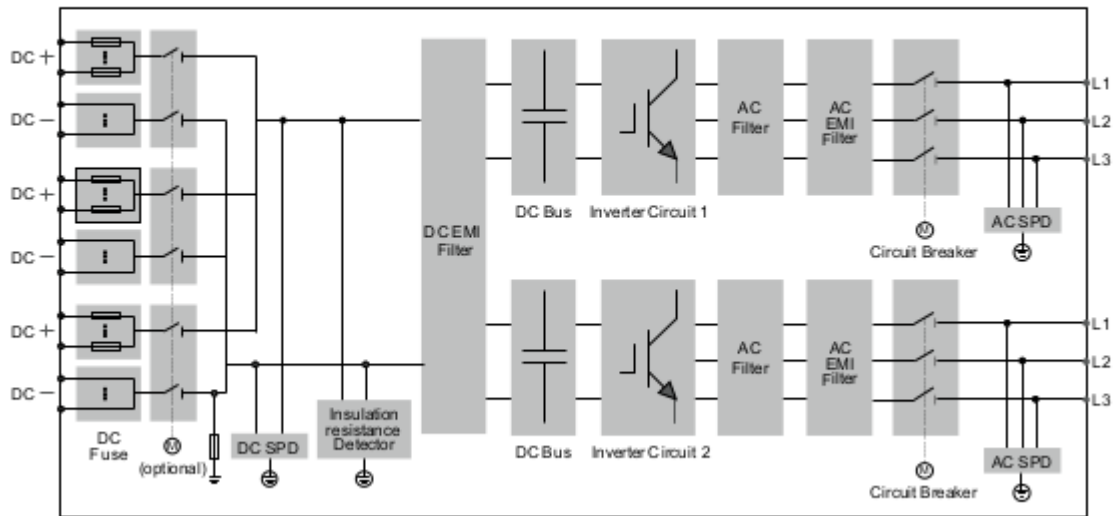 DC +
DC −
DC +
DC −
DC +
DC −
DC
Fuse
M
(optional)
DC SPD
Insulation
resistance
Detector
DC EMI
Filter
DC Bus
Inverter Circuit 1
AC
Filter
AC
EMI
Filter
M
Circuit Breaker
L1
L2
L3
AC SPD
DC Bus
Inverter Circuit 2
AC
Filter
AC
EMI
Filter
M
Circuit Breaker
L1
L2
L3
AC SPD